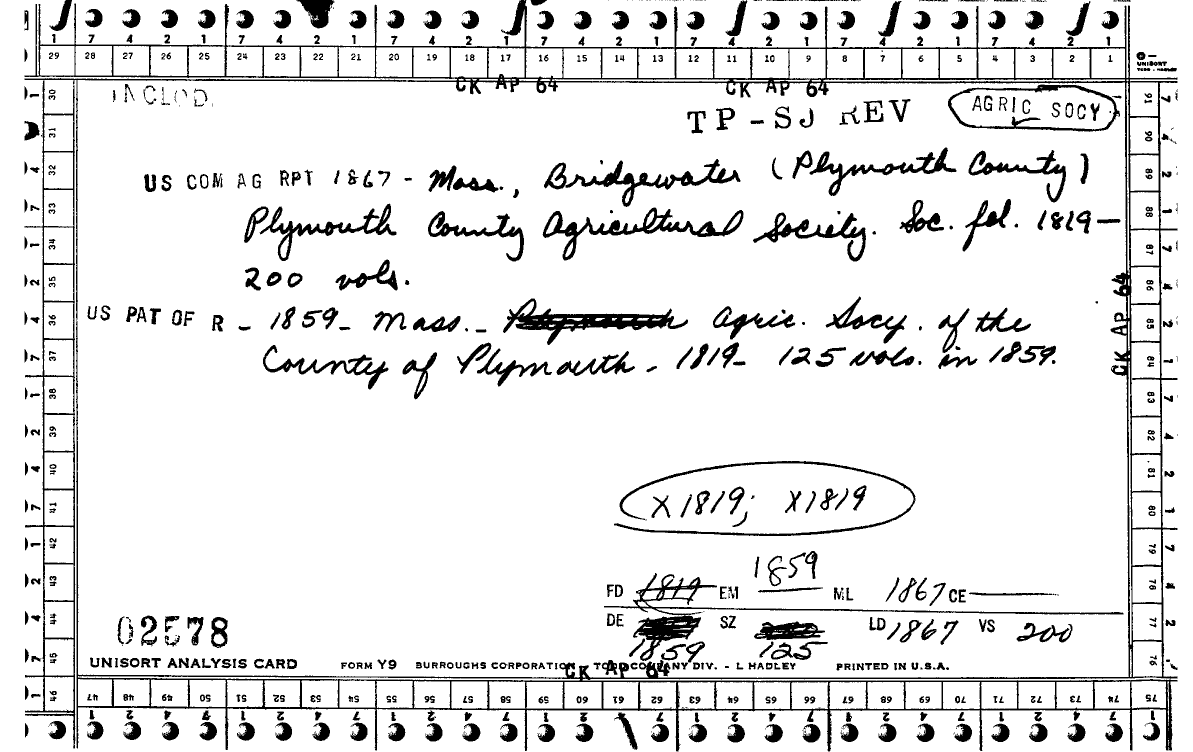 7 4 2 1 7 4 2 1 7 4 2 1 7 4 2 1 7 4 2 1 7 4 2 1 7 4 2 1
29 28 27 26 25 24 23 22 21 20 19 18 17 16 15 14 13 12 11 10 9 8 7 6 5 4 3 2 1
UNISORT
CK AP 64 CK AP 64
INCLOD.
TP-SJ REV
AGRIC SOCY
US COM AG RPT 1867 - Mass., Bridgewater (Plymouth County)
Plymouth County Agricultural Society. Soc. fd. 1819-
200 vols.
US PAT OF R - 1859 - Mass. - Plymouth Agric. Socy. of the
County of Plymouth - 1819 - 125 vols. in 1859.
CK AP 64
X1819; X1819
FD 1819 EM 1859 ML 1867 CE
DE 1859 SZ 125 LD 1867 VS 200
02578
UNISORT ANALYSIS CARD FORM Y9 BURROUGHS CORPORATION - TODD COMPANY DIV. - L HADLEY PRINTED IN U.S.A.
CK AP 64
30 31 32 33 34 35 36 37 38 39 40 41 42 43 44 45 46
91 90 89 88 87 86 85 84 83 82 81 80 79 78 77 76 75
47 48 49 50 51 52 53 54 55 56 57 58 59 60 61 62 63 64 65 66 67 68 69 70 71 72 73 74